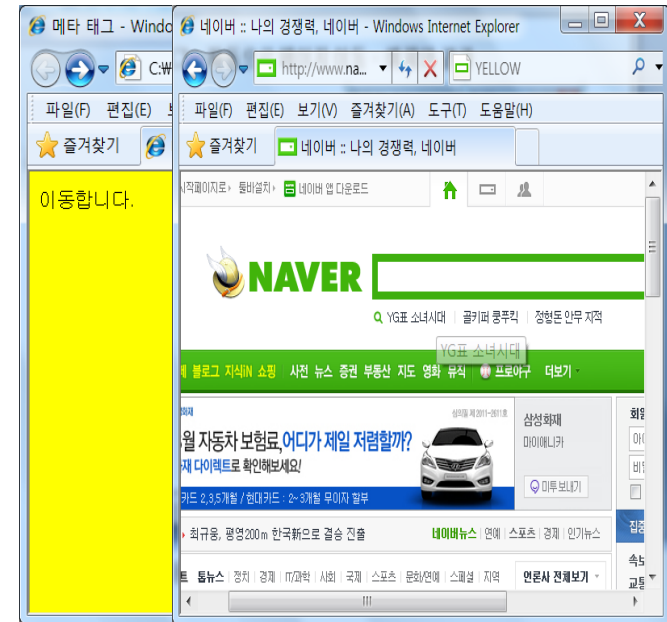 메타 태그 - Windo
C:₩
파일(F) 편집(E)
즐겨찾기
이동합니다.
네이버 :: 나의 경쟁력, 네이버 - Windows Internet Explorer
http://www.na...
YELLOW
파일(F) 편집(E) 보기(V) 즐겨찾기(A) 도구(T) 도움말(H)
즐겨찾기 네이버 :: 나의 경쟁력, 네이버
시작페이지로 툴바설치 네이버 앱 다운로드
NAVER
YG표 소녀시대 골키퍼 쿵푸킥 정형돈 안무 지적
YG표 소녀시대
블로그 지식iN 쇼핑 사전 뉴스 증권 부동산 지도 영화 뮤직 프로야구 더보기
월 자동차 보험료, 어디가 제일 저렴할까?
다이렉트로 확인해보세요!
카드 2,3,5개월 / 현대카드 : 2~3개월 무이자 할부
삼성화재
마이애니카
미투보내기
최규웅, 평영200m 한국新으로 결승 진출
네이버뉴스 연예 스포츠 경제 인기뉴스
톱뉴스 정치 경제 IT/과학 사회 국제 스포츠 문화/연예 스페셜 지역 언론사 전체보기